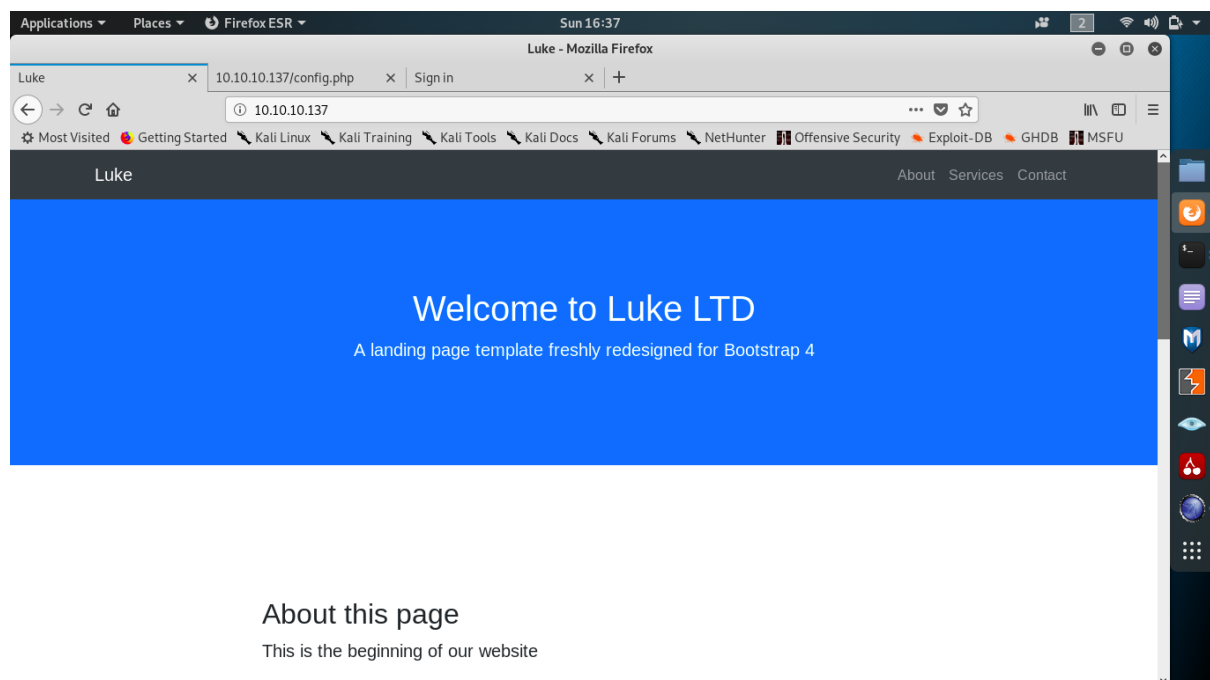 Applications Places Firefox ESR Sun 16:37 2
Luke - Mozilla Firefox
Luke 10.10.10.137/config.php Sign in
10.10.10.137
Most Visited Getting Started Kali Linux Kali Training Kali Tools Kali Docs Kali Forums NetHunter Offensive Security Exploit-DB GHDB MSFU
Luke About Services Contact
Welcome to Luke LTD
A landing page template freshly redesigned for Bootstrap 4
About this page
This is the beginning of our website